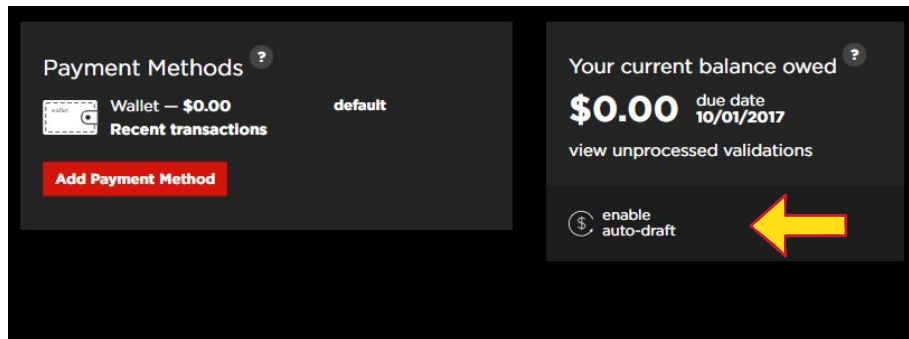 Payment Methods ?
wallet
Wallet — $0.00 default
Recent transactions
Add Payment Method
Your current balance owed ?
$0.00 due date
10/01/2017
view unprocessed validations
$ enable
auto-draft